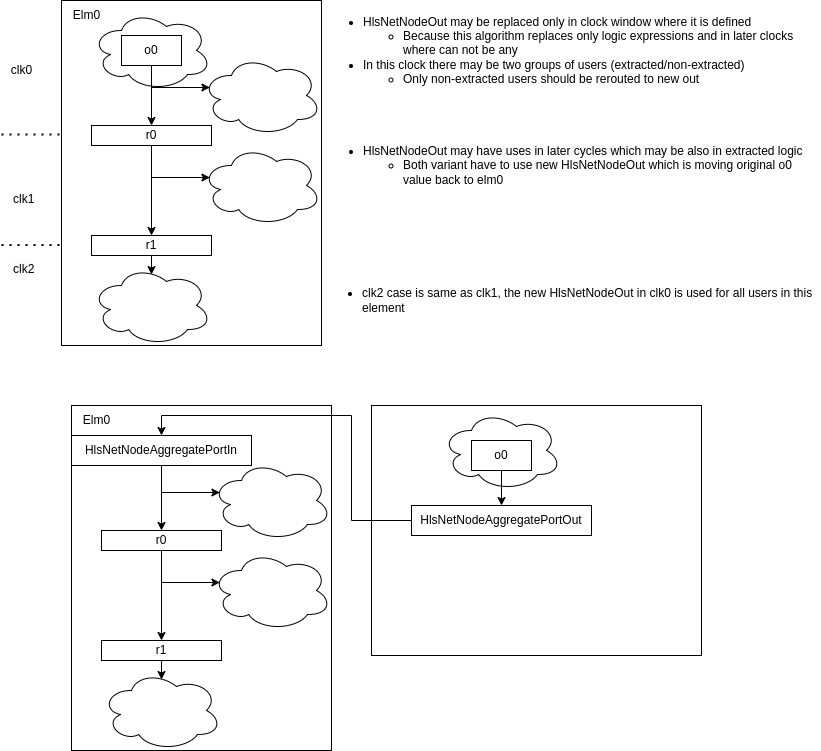 Elm0
o0
clk0
r0
clk1
r1
clk2
HlsNetNodeOut may be replaced only in clock window where it is defined
Because this algorithm replaces only logic expressions and in later clocks
where can not be any
In this clock there may be two groups of users (extracted/non-extracted)
Only non-extracted users should be rerouted to new out
HlsNetNodeOut may have uses in later cycles which may be also in extracted logic
Both variant have to use new HlsNetNodeOut which is moving original o0
value back to elm0
clk2 case is same as clk1, the new HlsNetNodeOut in clk0 is used for all users in this
element
Elm0
HlsNetNodeAggregatePortIn
r0
r1
o0
HlsNetNodeAggregatePortOut